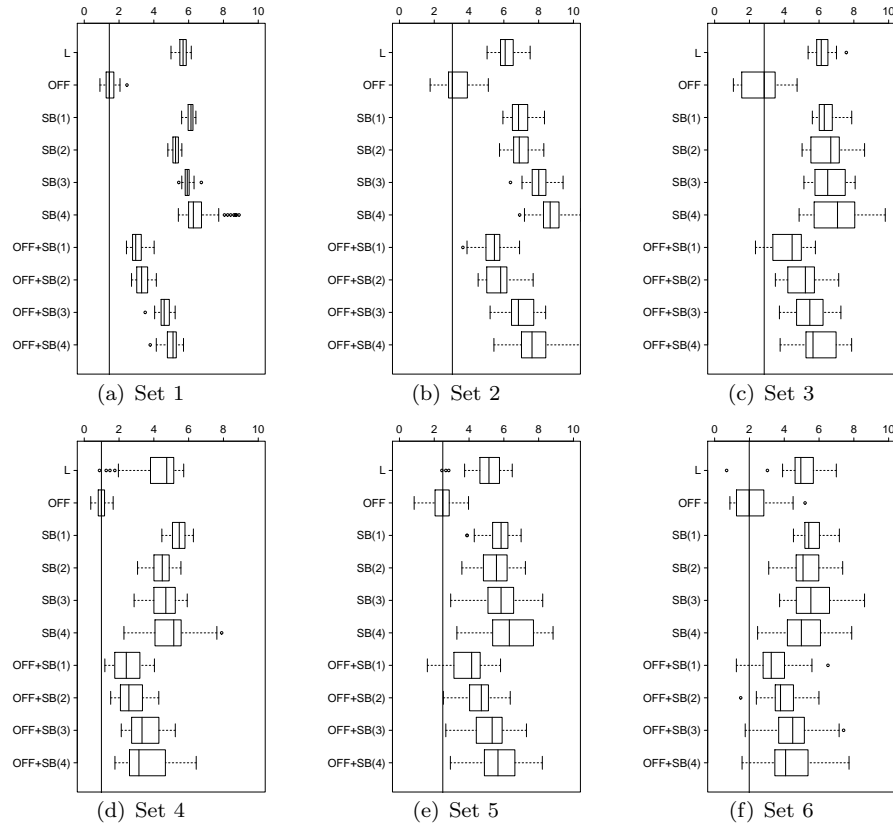 0 2 4 6 8 10
L
OFF
SB(1)
SB(2)
SB(3)
SB(4)
OFF+SB(1)
OFF+SB(2)
OFF+SB(3)
OFF+SB(4)
(a) Set 1
0 2 4 6 8 10
L
OFF
SB(1)
SB(2)
SB(3)
SB(4)
OFF+SB(1)
OFF+SB(2)
OFF+SB(3)
OFF+SB(4)
(b) Set 2
0 2 4 6 8 10
L
OFF
SB(1)
SB(2)
SB(3)
SB(4)
OFF+SB(1)
OFF+SB(2)
OFF+SB(3)
OFF+SB(4)
(c) Set 3
0 2 4 6 8 10
L
OFF
SB(1)
SB(2)
SB(3)
SB(4)
OFF+SB(1)
OFF+SB(2)
OFF+SB(3)
OFF+SB(4)
(d) Set 4
0 2 4 6 8 10
L
OFF
SB(1)
SB(2)
SB(3)
SB(4)
OFF+SB(1)
OFF+SB(2)
OFF+SB(3)
OFF+SB(4)
(e) Set 5
0 2 4 6 8 10
L
OFF
SB(1)
SB(2)
SB(3)
SB(4)
OFF+SB(1)
OFF+SB(2)
OFF+SB(3)
OFF+SB(4)
(f) Set 6